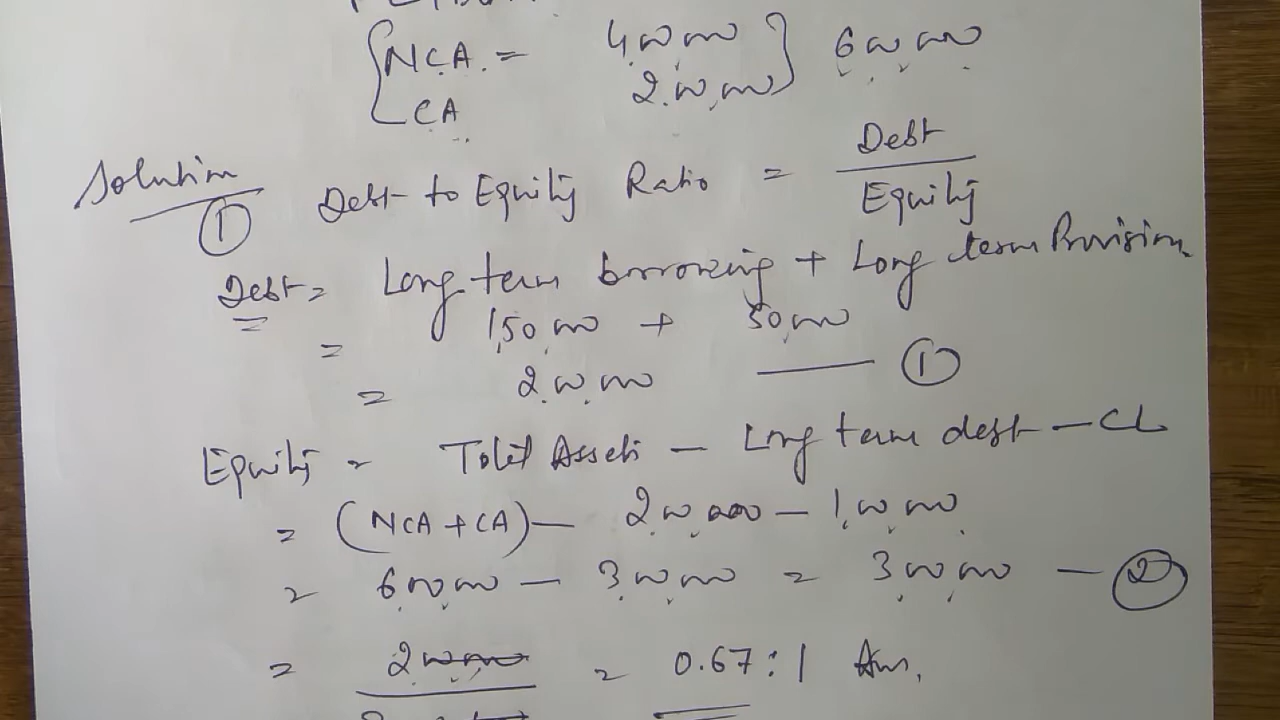 {NCA. = 4,00,000 } 6,00,000
CA 2,00,000
Solution
① Debt to Equity Ratio = Debt / Equity
Debt = Long term borrowing + Long term Provision
= 1,50,000 + 50,000
= 2,00,000 — ①
Equity = Total Assets — Long term debt — CL
= (NCA + CA) — 2,00,000 — 1,00,000
= 6,00,000 — 3,00,000 = 3,00,000 — ②
= 2,00,000 = 0.67 : 1 Ans.